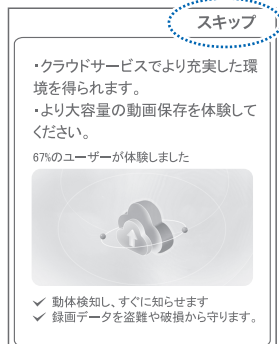 スキップ
・クラウドサービスでより充実した環
境を得られます。
・より大容量の動画保存を体験して
ください。
67%のユーザーが体験しました
✓ 動体検知し、すぐに知らせます
✓ 録画データを盗難や破損から守ります。